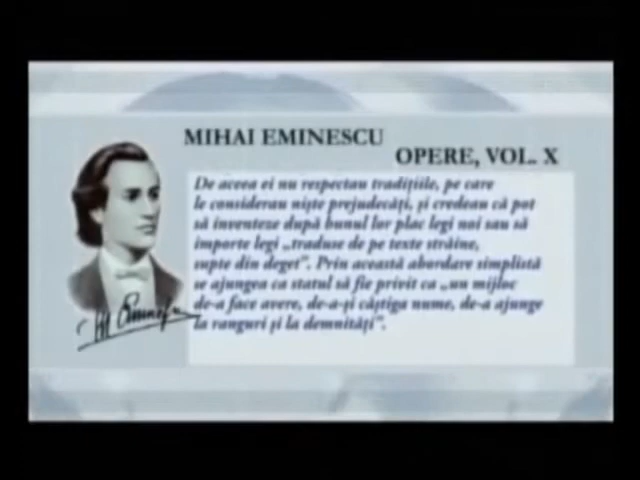 MIHAI EMINESCU
OPERE, VOL. X
De aceea ei nu respectau tradițiile, pe care
le considerau niște prejudecăți, și credeau că pot
să inventeze după bunul lor plac legi noi sau să
importe legi „traduse de pe texte străine,
supte din deget”. Prin această abordare simplistă
se ajungea ca statul să fie privit ca „un mijloc
de-a face avere, de-a-și câștiga nume, de-a ajunge
la ranguri și la demnități”.
M Eminescu